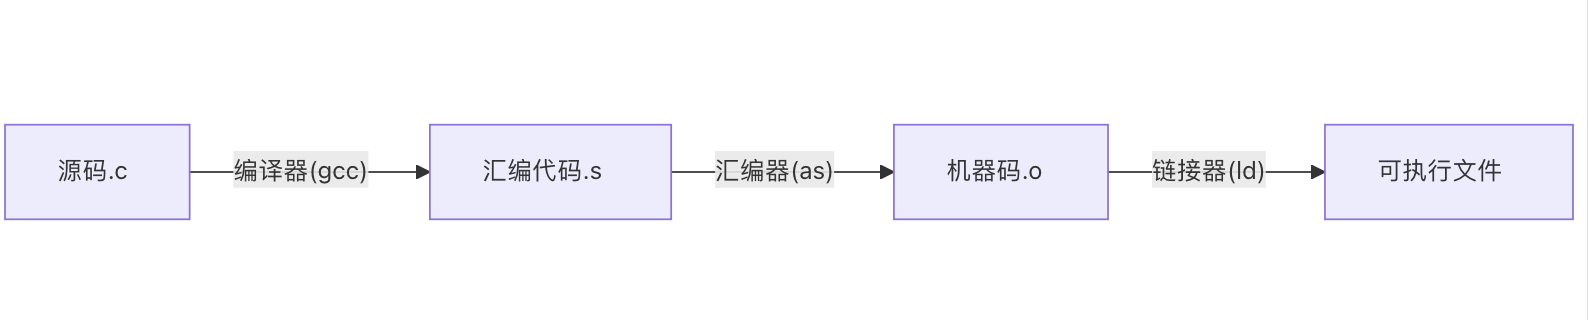 源码.c
编译器(gcc)
汇编代码.s
汇编器(as)
机器码.o
链接器(ld)
可执行文件